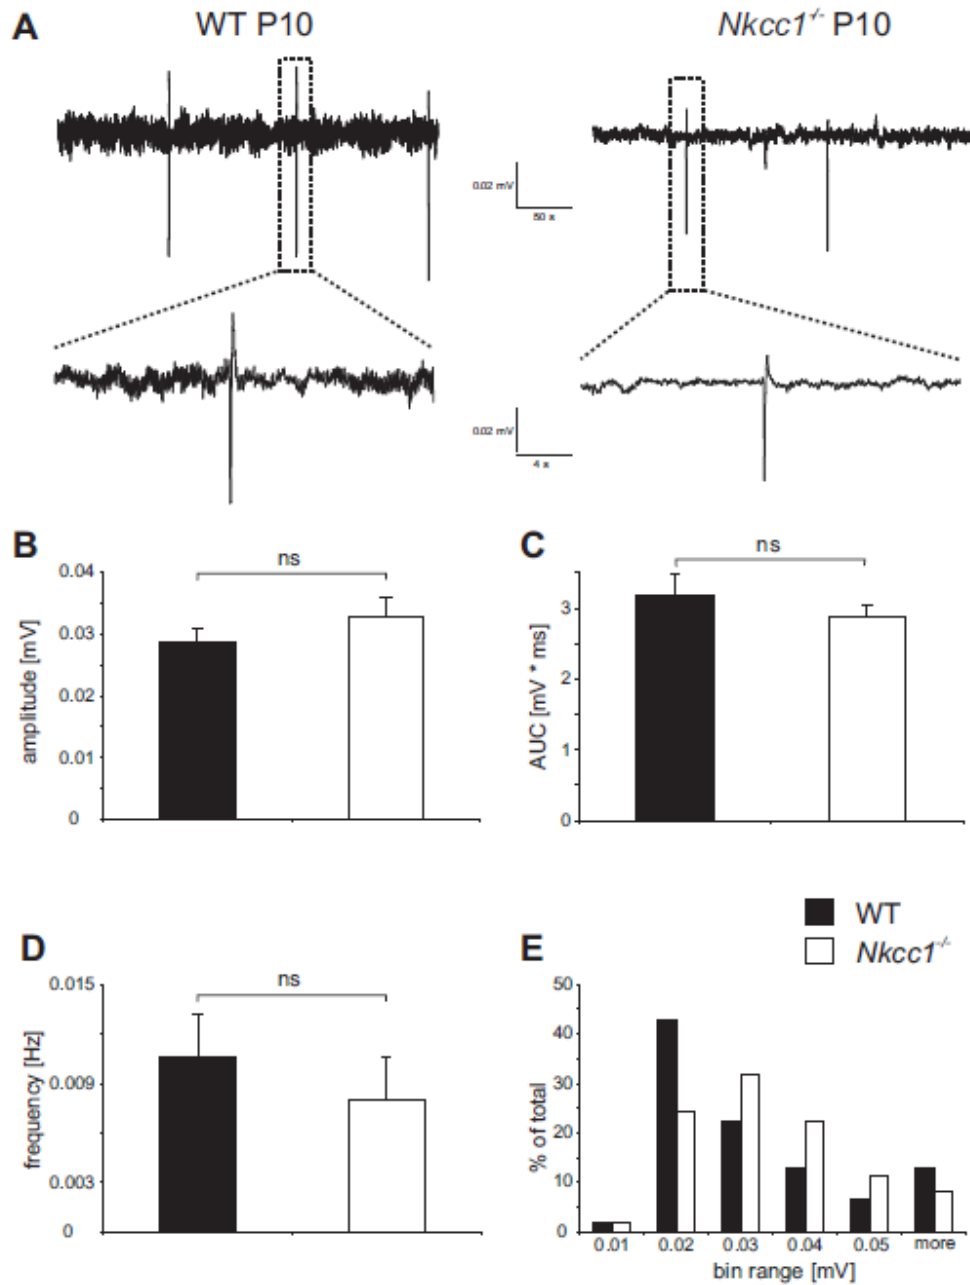 A
WT P10
Nkcc1-/- P10
0.02 mV
50 s
0.02 mV
4 s
B
ns
0.04
0.03
0.02
0.01
0
amplitude [mV]
C
ns
3
2
1
0
AUC [mV * ms]
WT
Nkcc1-/-
D
ns
0.015
0.009
0.003
0
frequency [Hz]
E
50
40
30
20
10
0
% of total
0.01 0.02 0.03 0.04 0.05 more
bin range [mV]